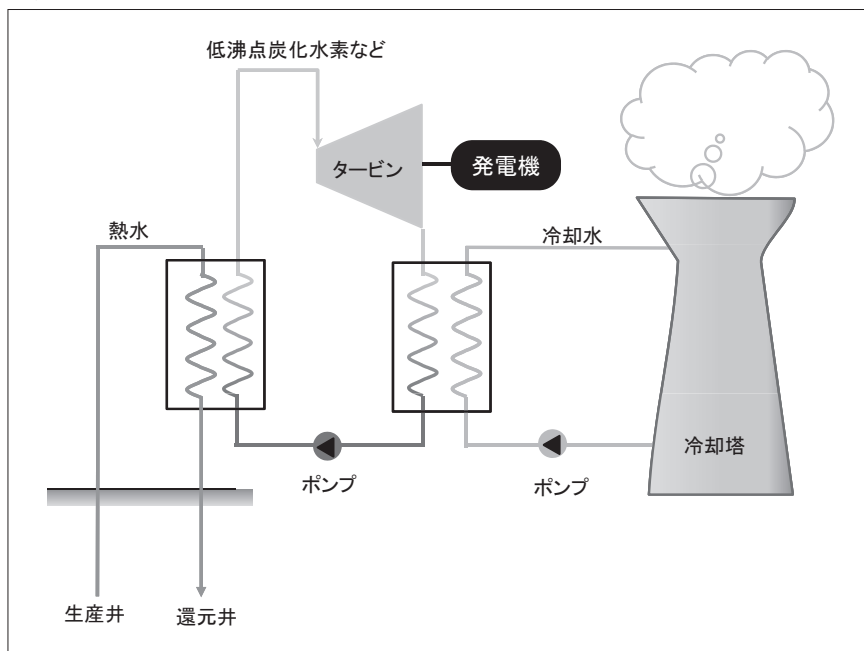 低沸点炭化水素など
タービン
発電機
熱水
冷却水
冷却塔
ポンプ
ポンプ
生産井
還元井